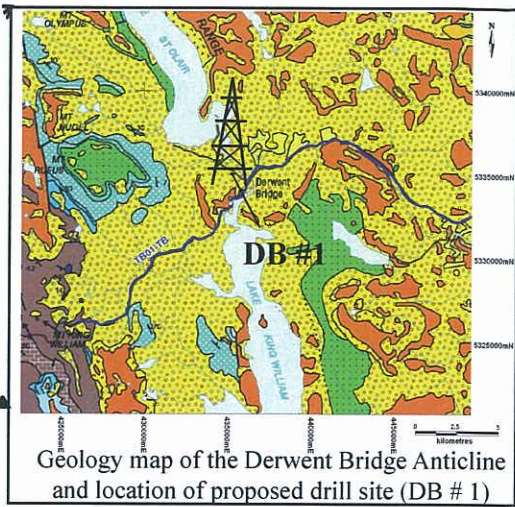 MT
OLYMPUS
RANGE
ST CLAIR
N
5340000mN
MT
RUFUS
5335000mN
Derwent
Bridge
TB01-TB
DB #1
5330000mN
LAKE
KING WILLIAM
MT KING
WILLIAM
5325000mN
425000mE
430000mE
435000mE
440000mE
445000mE
0 2.5 5
kilometres
Geology map of the Derwent Bridge Anticline
and location of proposed drill site (DB # 1)